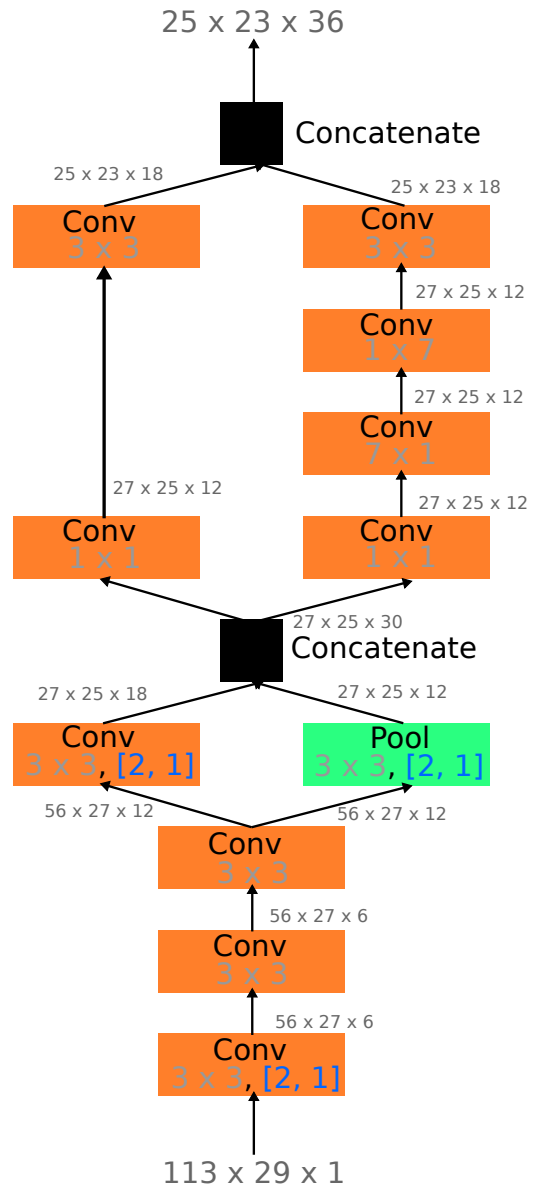 25 x 23 x 36
Concatenate
25 x 23 x 18
25 x 23 x 18
Conv
3 x 3
Conv
3 x 3
27 x 25 x 12
Conv
1 x 7
27 x 25 x 12
Conv
7 x 1
27 x 25 x 12
27 x 25 x 12
Conv
1 x 1
Conv
1 x 1
27 x 25 x 30
Concatenate
27 x 25 x 18
27 x 25 x 12
Conv
3 x 3, [2, 1]
Pool
3 x 3, [2, 1]
56 x 27 x 12
56 x 27 x 12
Conv
3 x 3
56 x 27 x 6
Conv
3 x 3
56 x 27 x 6
Conv
3 x 3, [2, 1]
113 x 29 x 1